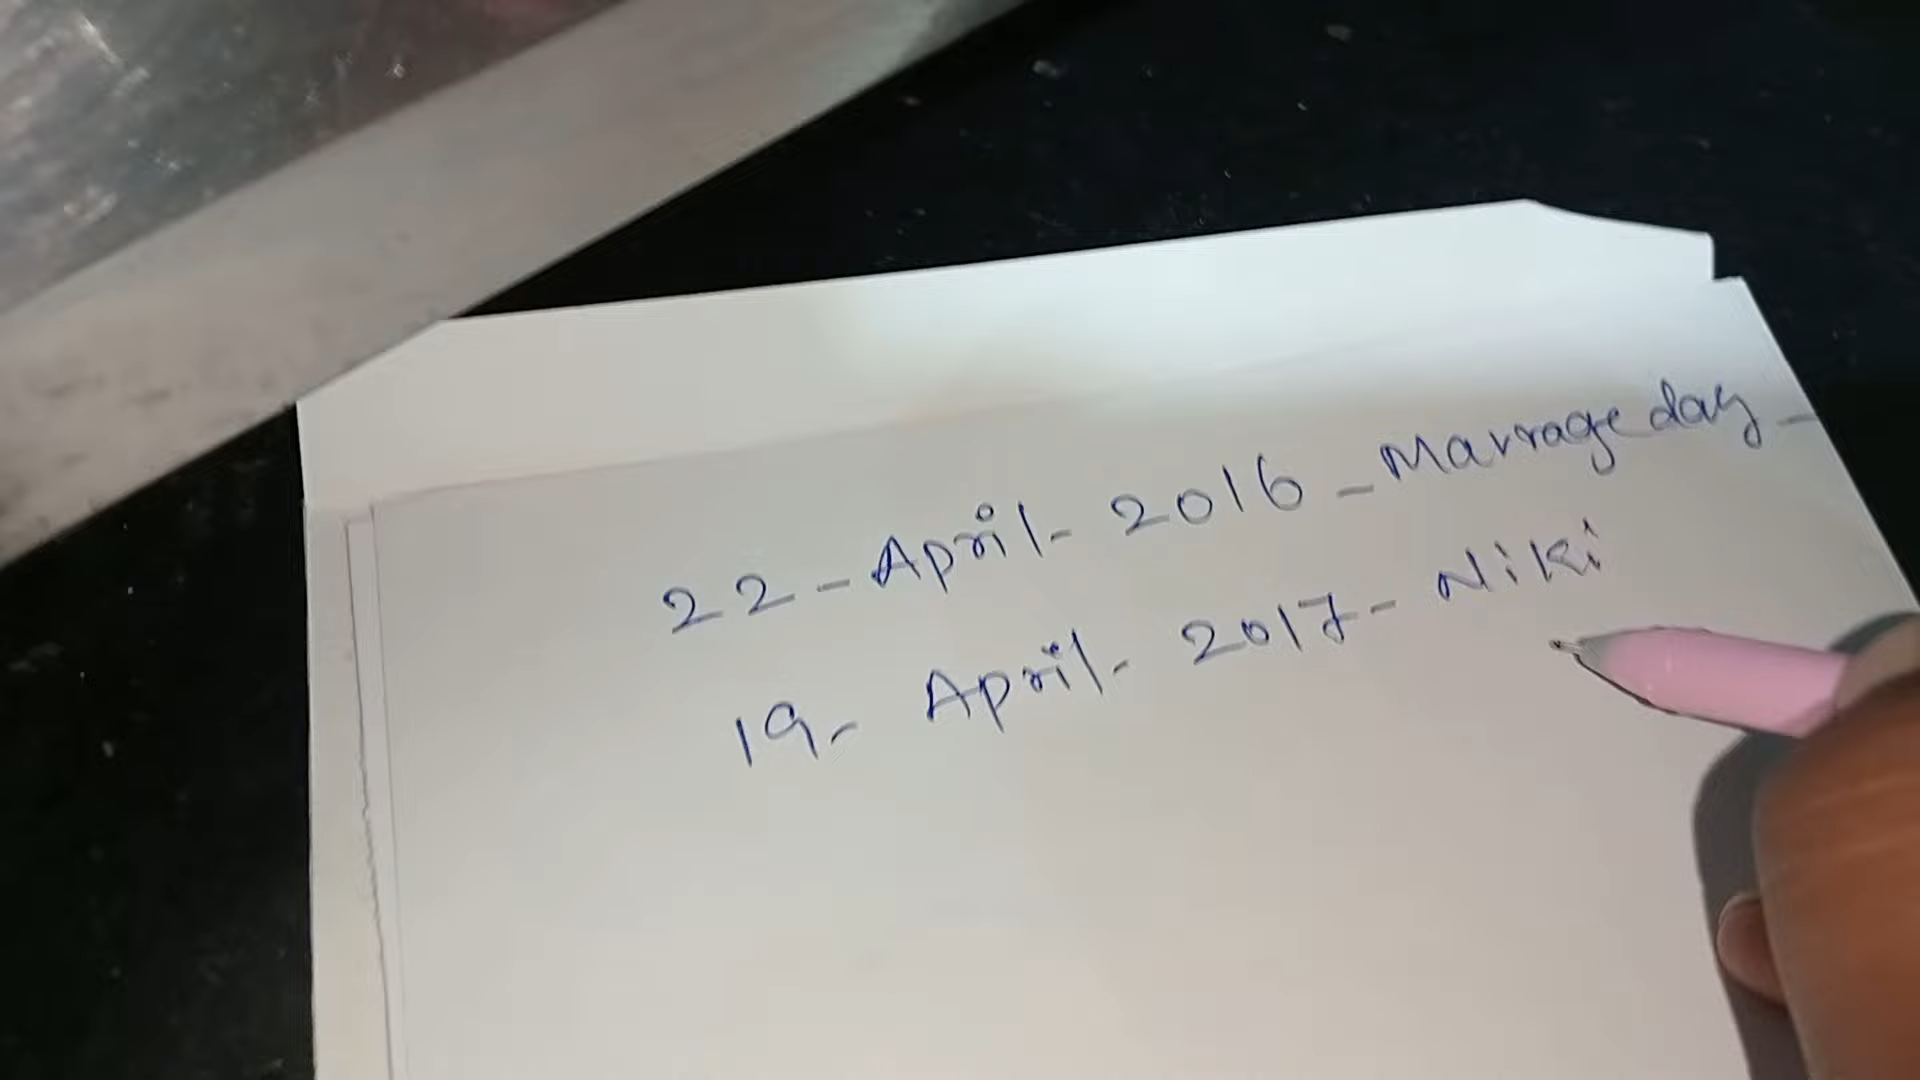 22 - April - 2016 - Marrage day -
19 - April - 2017 - Niki